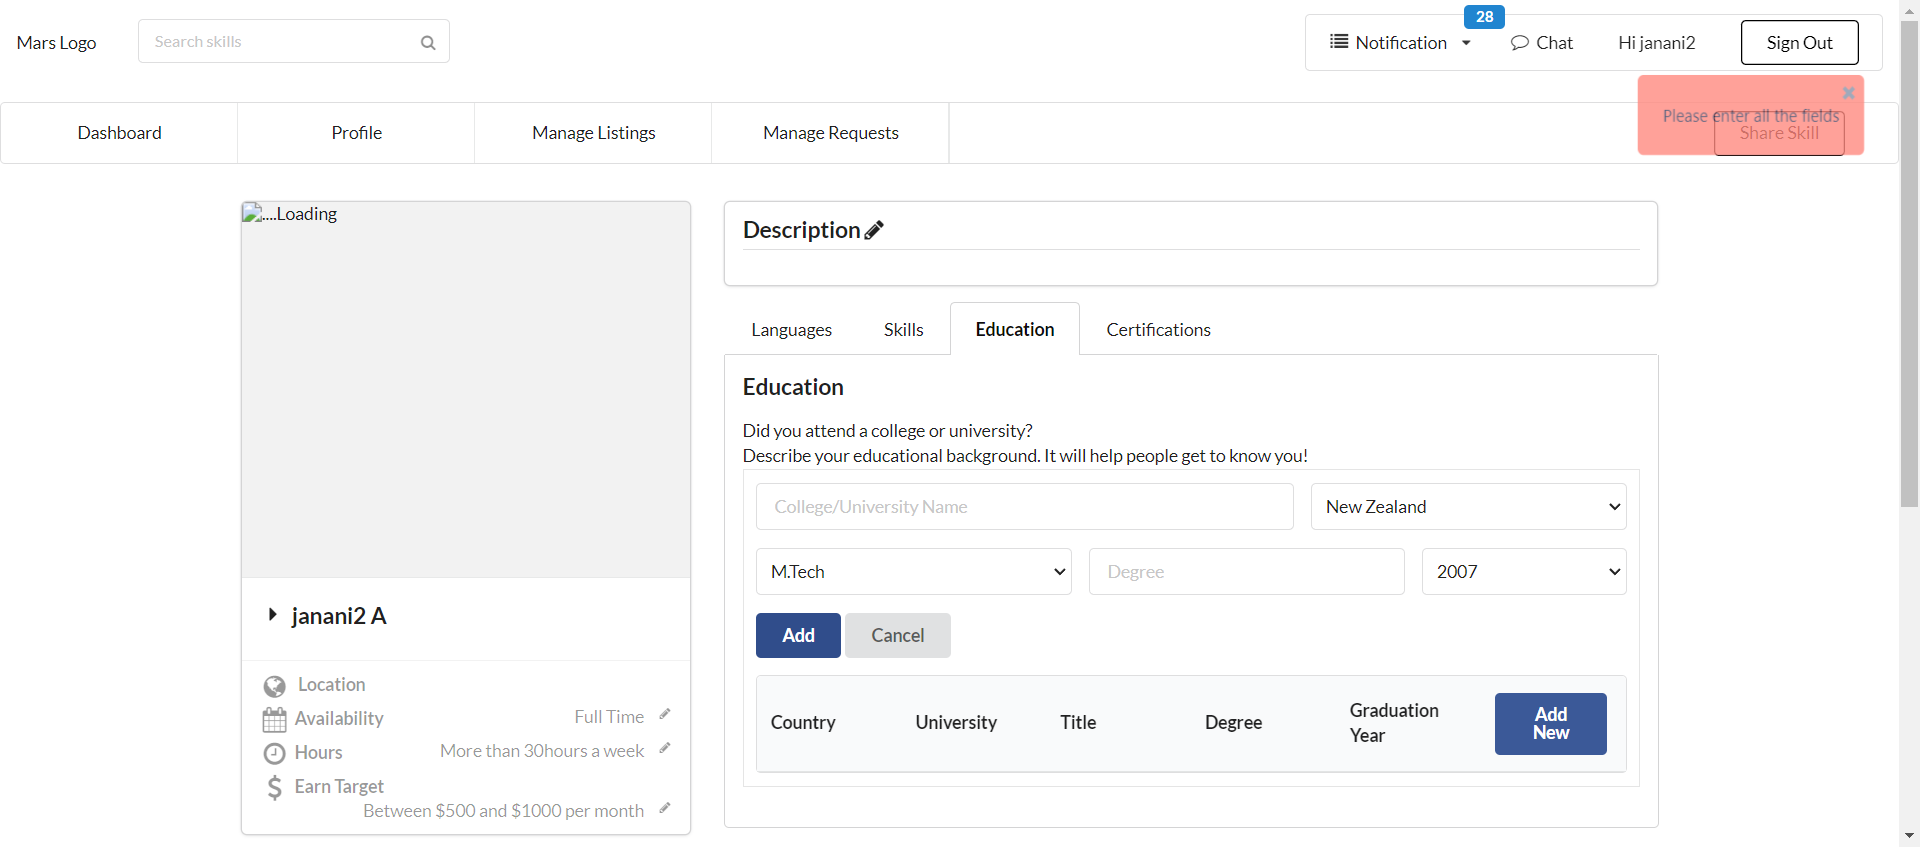 28
Mars Logo
Search skills
Notification
Chat
Hi janani2
Sign Out
Please enter all the fields
Dashboard
Profile
Manage Listings
Manage Requests
Share Skill
....Loading
Description
Languages
Skills
Education
Certifications
Education
Did you attend a college or university?
Describe your educational background. It will help people get to know you!
College/University Name
New Zealand
M.Tech
Degree
2007
Add
Cancel
Country
University
Title
Degree
Graduation
Year
Add
New
janani2 A
Location
Availability
Full Time
Hours
More than 30hours a week
Earn Target
Between $500 and $1000 per month